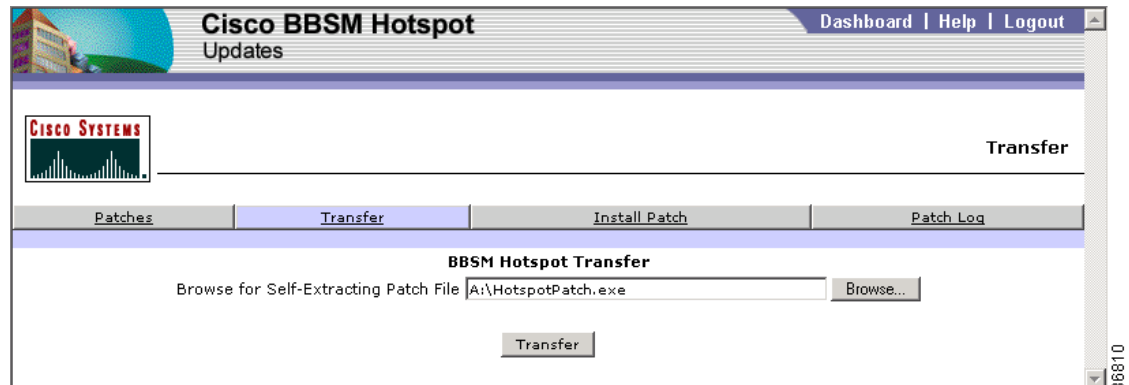 Cisco BBSM Hotspot
Dashboard | Help | Logout
Updates
CISCO SYSTEMS
Transfer
Patches
Transfer
Install Patch
Patch Log
BBSM Hotspot Transfer
Browse for Self-Extracting Patch File A:\HotspotPatch.exe Browse...
Transfer
86810